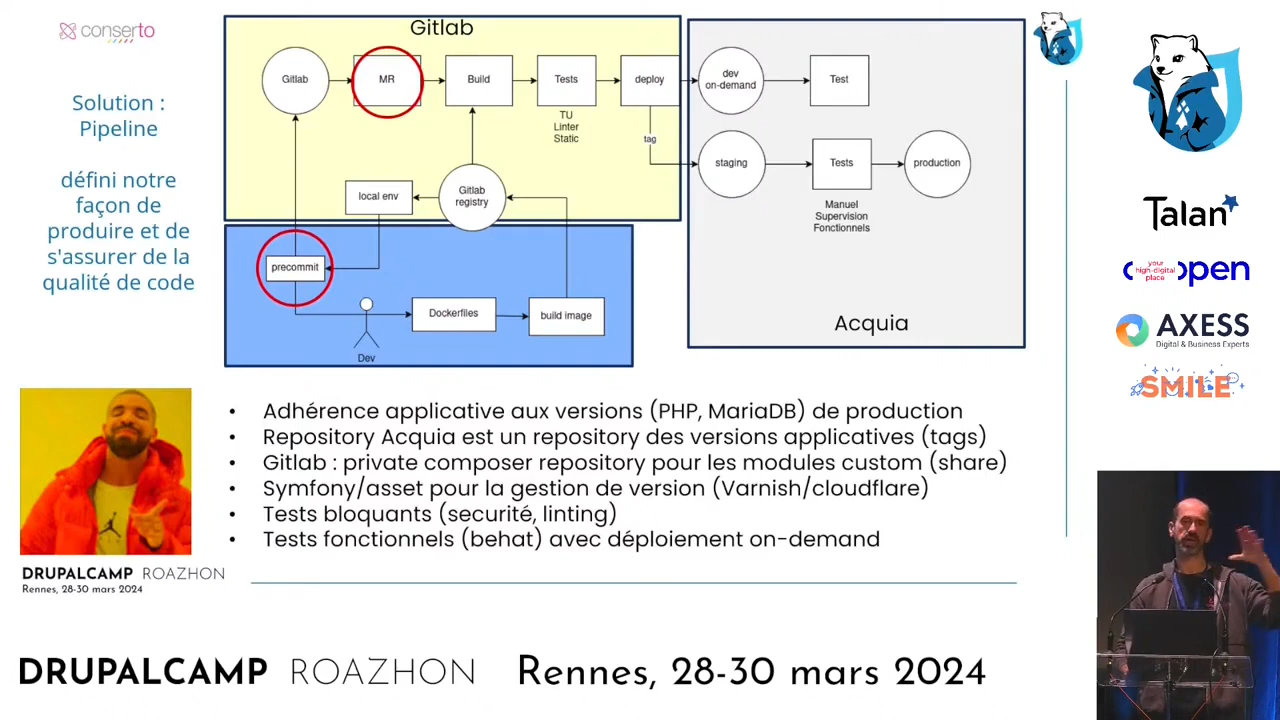 conserto
Solution :
Pipeline
défini notre
façon de
produire et de
s'assurer de la
qualité de code
Gitlab
Gitlab
MR
Build
Tests
deploy
TU
Linter
Static
tag
local env
Gitlab
registry
precommit
Dev
Dockerfiles
build image
dev
on-demand
Test
staging
Tests
production
Manuel
Supervision
Fonctionnels
Acquia
• Adhérence applicative aux versions (PHP, MariaDB) de production
• Repository Acquia est un repository des versions applicatives (tags)
• Gitlab : private composer repository pour les modules custom (share)
• Symfony/asset pour la gestion de version (Varnish/cloudflare)
• Tests bloquants (securité, linting)
• Tests fonctionnels (behat) avec déploiement on-demand
DRUPALCAMP ROAZHON
Rennes, 28-30 mars 2024
Talan
your
high-digital
place
open
AXESS
Digital & Business Experts
SMILE
DRUPALCAMP ROAZHON Rennes, 28-30 mars 2024